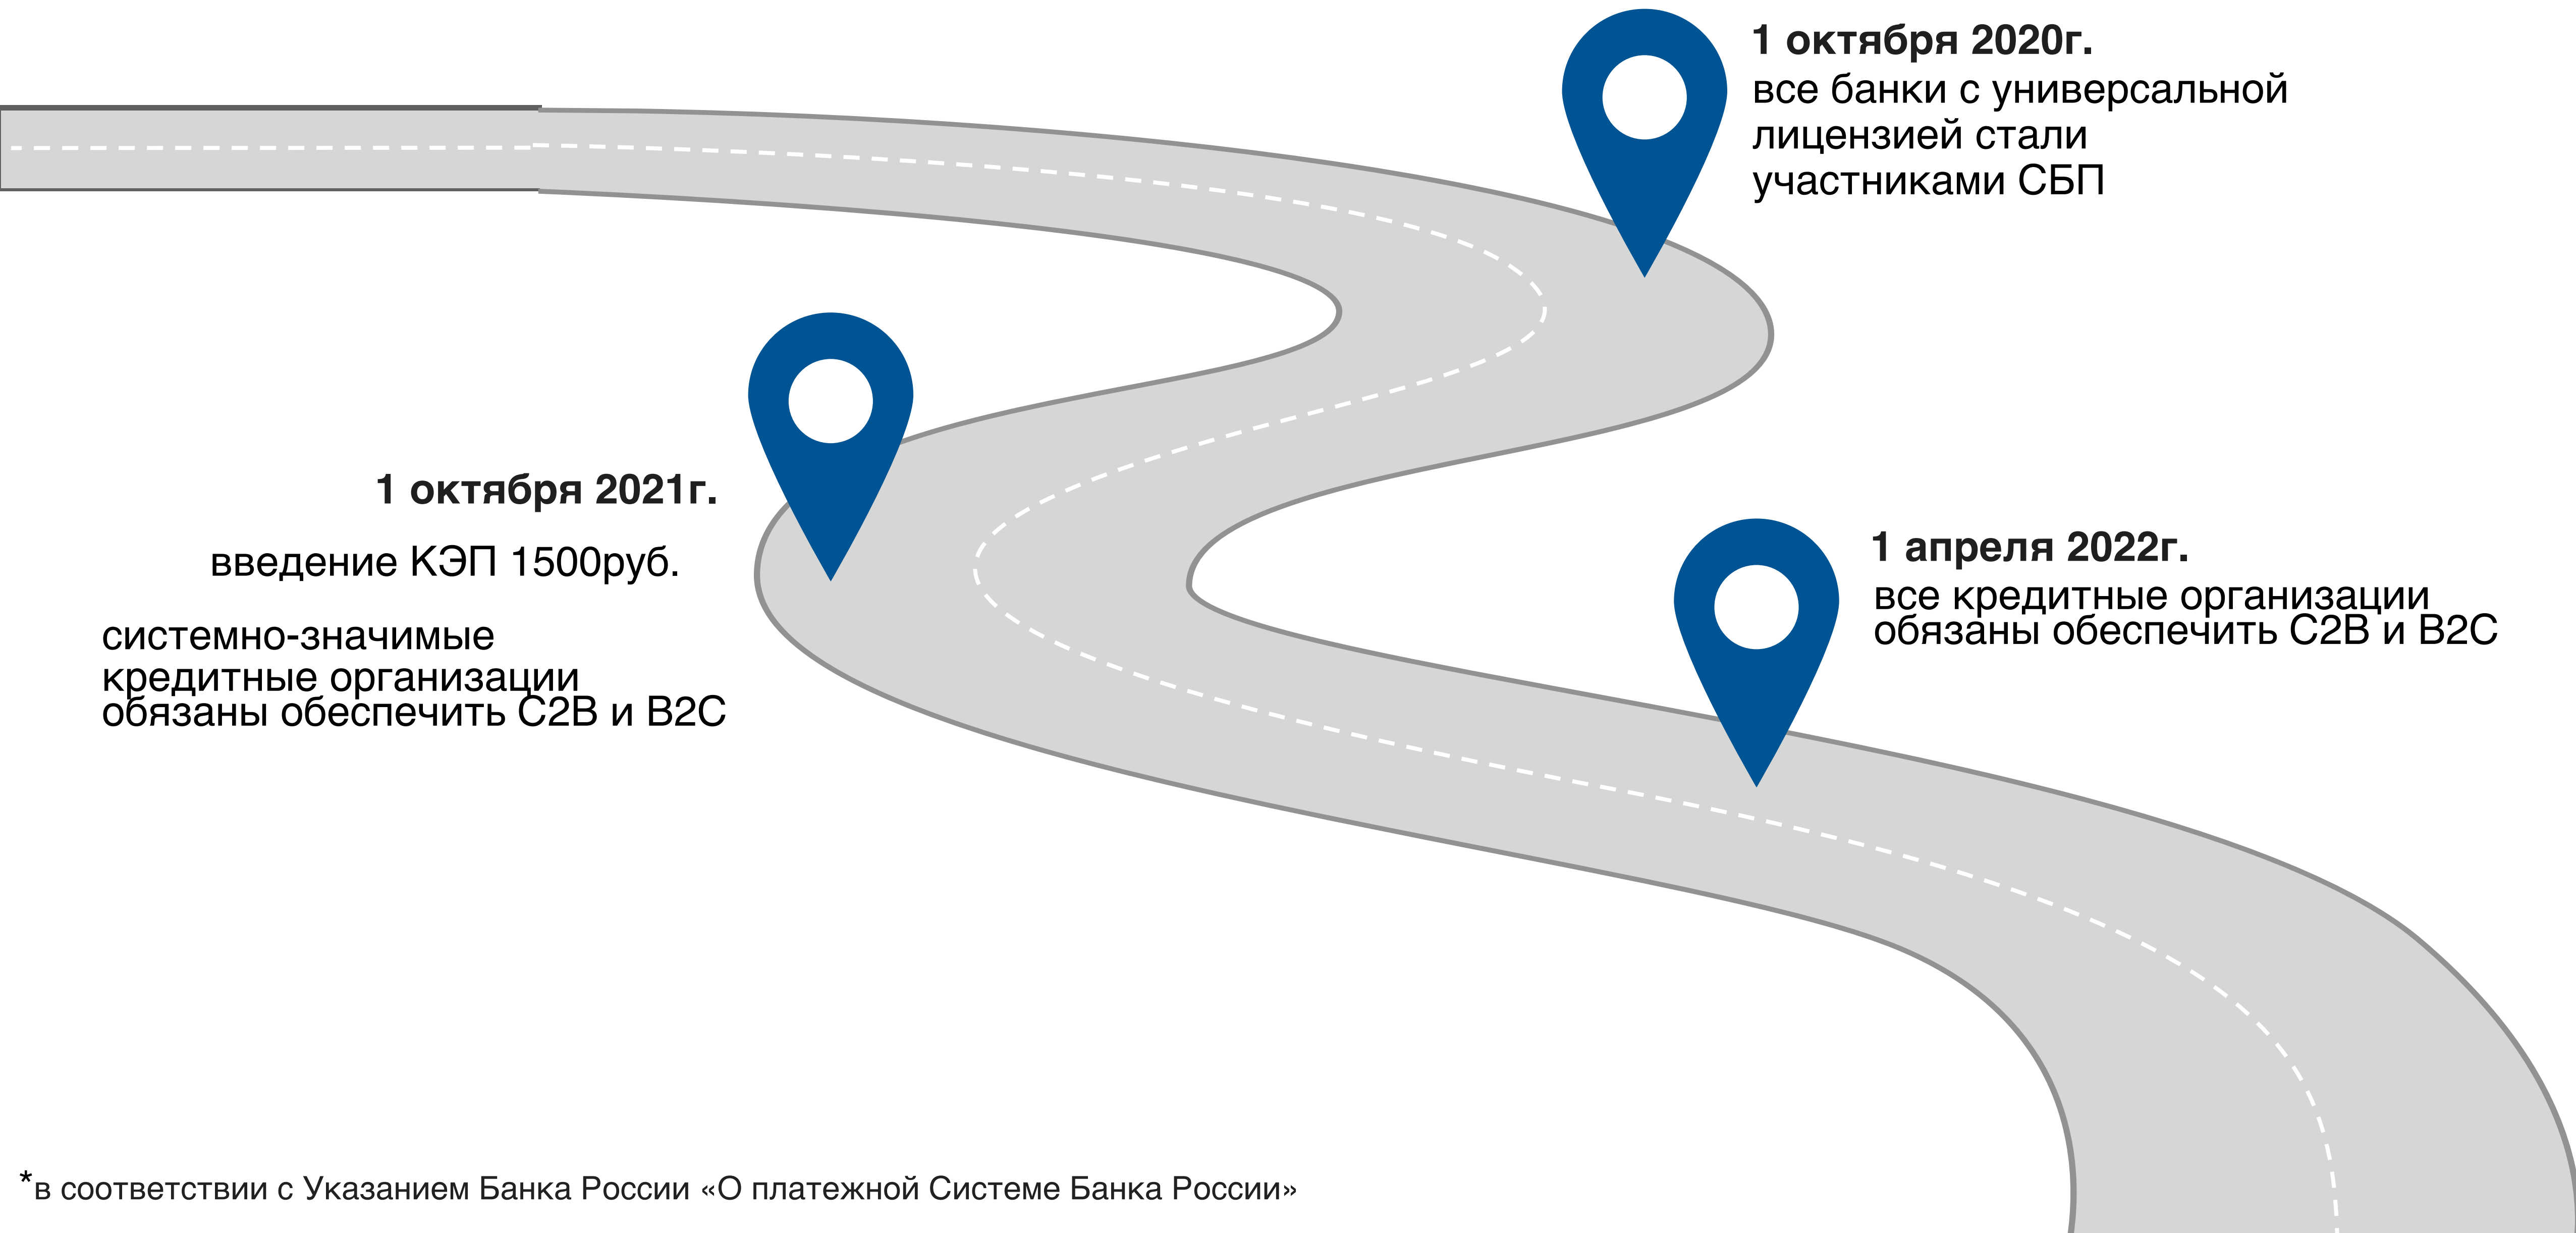 1 октября 2020г.
все банки с универсальной
лицензией стали
участниками СБП
1 октября 2021г.
введение КЭП 1500руб.
системно-значимые
кредитные организации
обязаны обеспечить С2В и В2С
1 апреля 2022г.
все кредитные организации
обязаны обеспечить С2В и В2С
*в соответствии с Указанием Банка России «О платежной Системе Банка России»